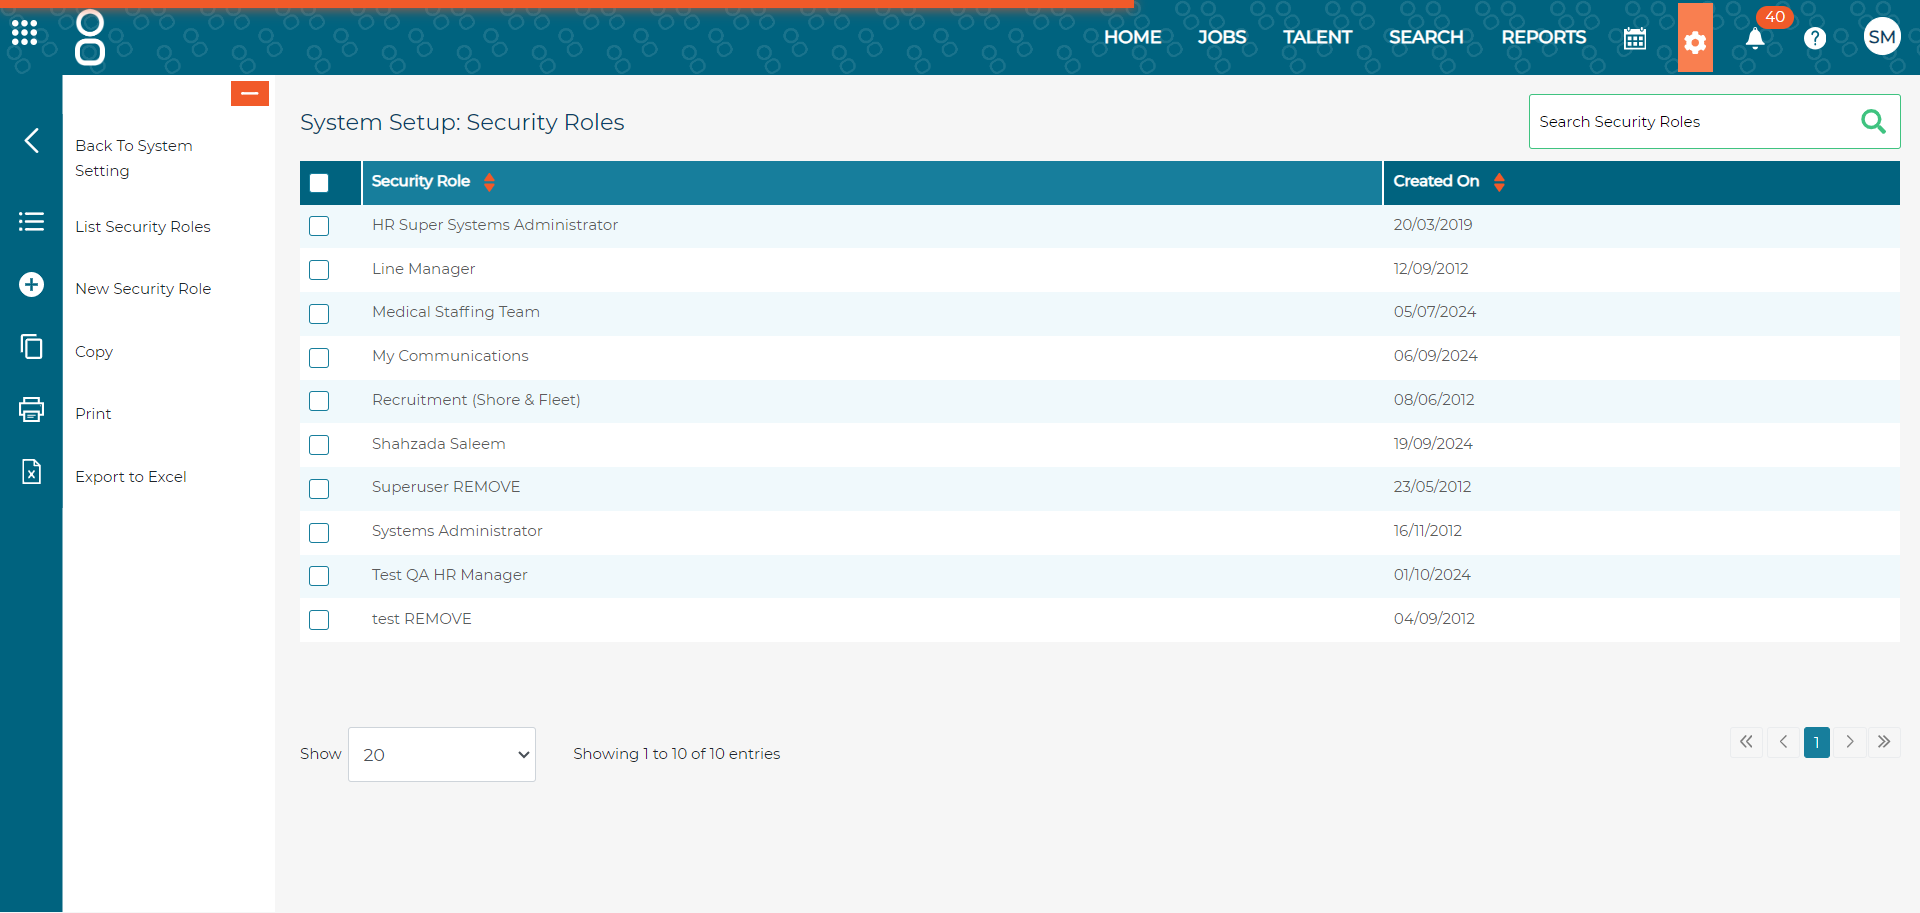 HOME JOBS TALENT SEARCH REPORTS 40 ? SM
Back To System
Setting
List Security Roles
New Security Role
Copy
Print
Export to Excel
System Setup: Security Roles
Search Security Roles
Security Role Created On
HR Super Systems Administrator 20/03/2019
Line Manager 12/09/2012
Medical Staffing Team 05/07/2024
My Communications 06/09/2024
Recruitment (Shore & Fleet) 08/06/2012
Shahzada Saleem 19/09/2024
Superuser REMOVE 23/05/2012
Systems Administrator 16/11/2012
Test QA HR Manager 01/10/2024
test REMOVE 04/09/2012
Show 20 Showing 1 to 10 of 10 entries
1